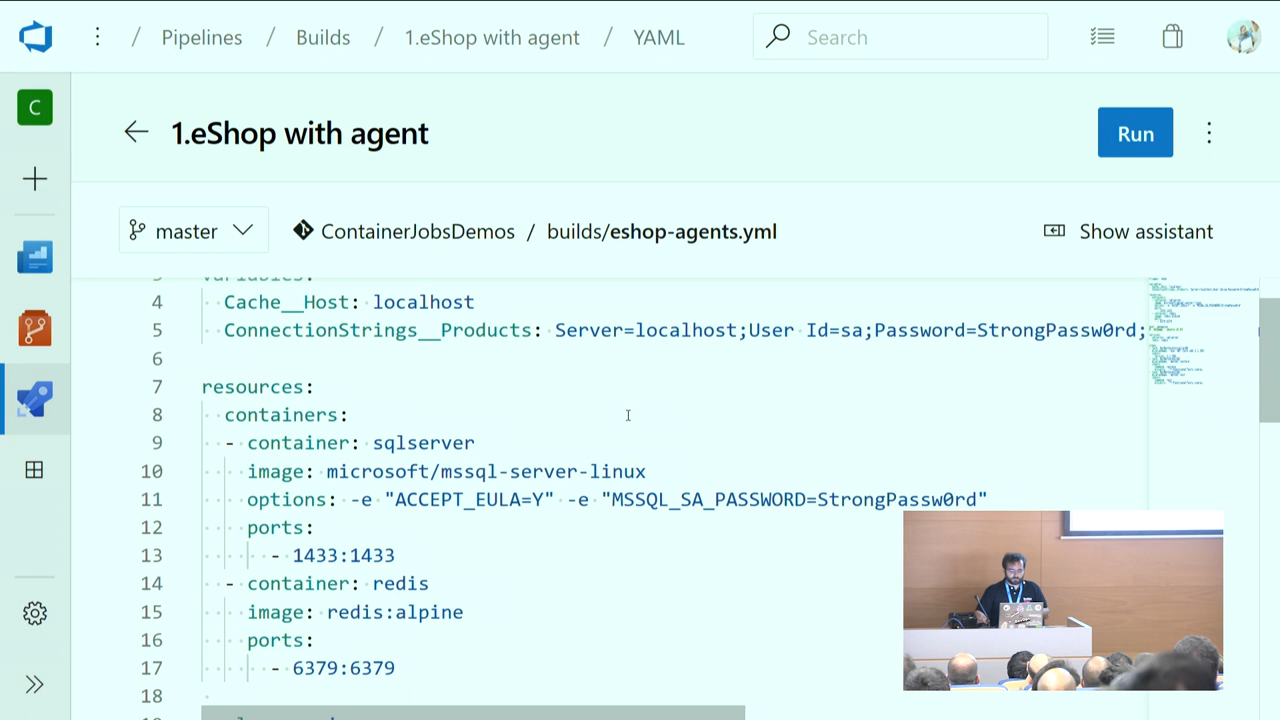 / Pipelines / Builds / 1.eShop with agent / YAML
Search
C
1.eShop with agent
Run
master
ContainerJobsDemos / builds/eshop-agents.yml
Show assistant
variables:
4 Cache__Host: localhost
5 ConnectionStrings__Products: Server=localhost;User Id=sa;Password=StrongPassw0rd;
6
7 resources:
8 containers:
9 - container: sqlserver
10 image: microsoft/mssql-server-linux
11 options: -e "ACCEPT_EULA=Y" -e "MSSQL_SA_PASSWORD=StrongPassw0rd"
12 ports:
13 - 1433:1433
14 - container: redis
15 image: redis:alpine
16 ports:
17 - 6379:6379
18